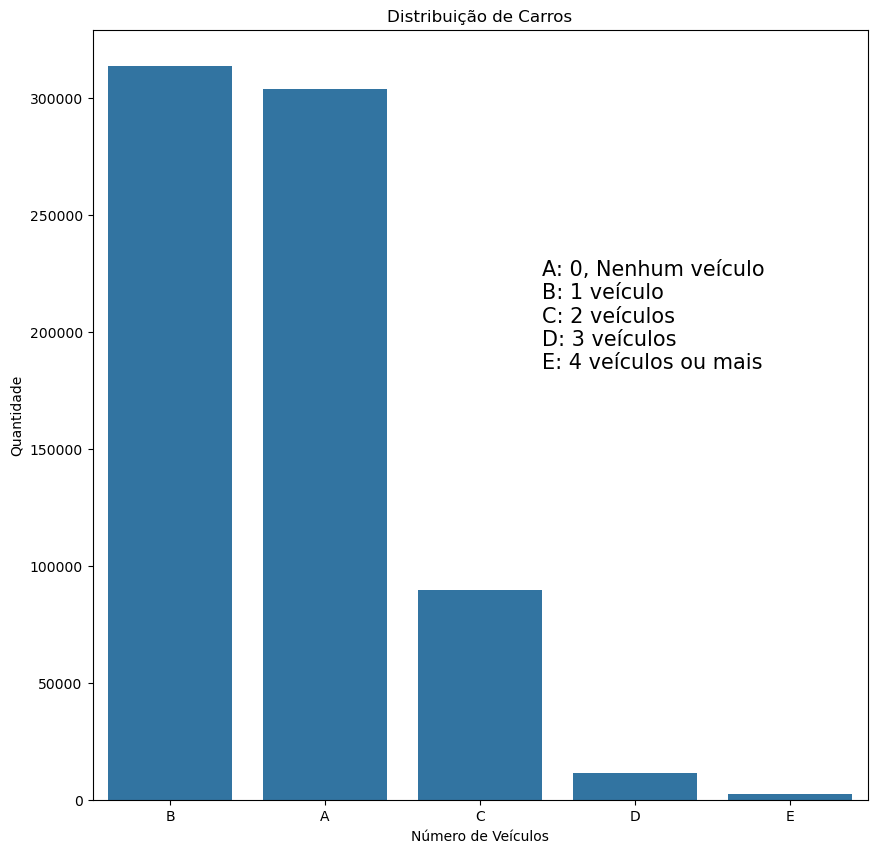 Distribuição de Carros
300000
250000
200000
150000
100000
50000
0
Quantidade
A: 0, Nenhum veículo
B: 1 veículo
C: 2 veículos
D: 3 veículos
E: 4 veículos ou mais
B A C D E
Número de Veículos